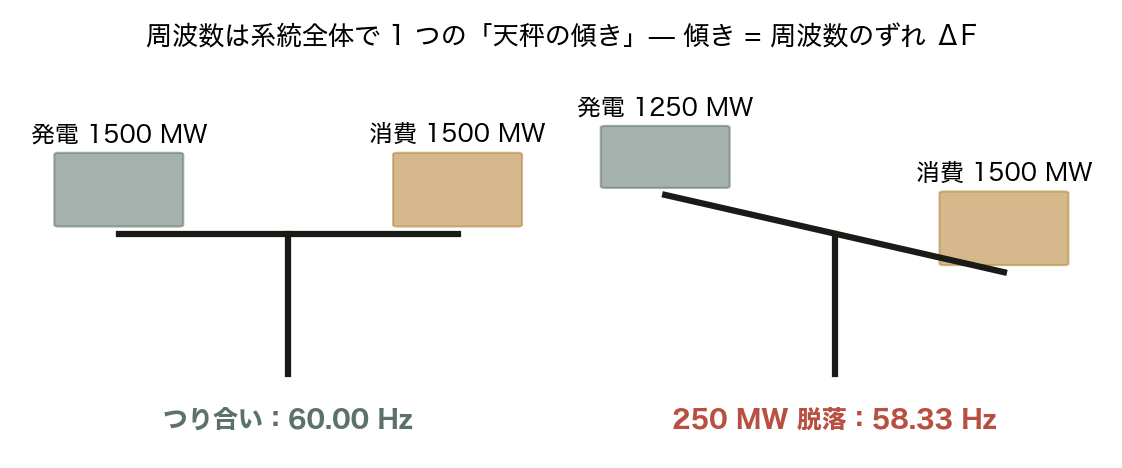 周波数は系統全体で 1 つの「天秤の傾き」— 傾き = 周波数のずれ ΔF
発電 1500 MW
消費 1500 MW
発電 1250 MW
消費 1500 MW
つり合い：60.00 Hz
250 MW 脱落：58.33 Hz